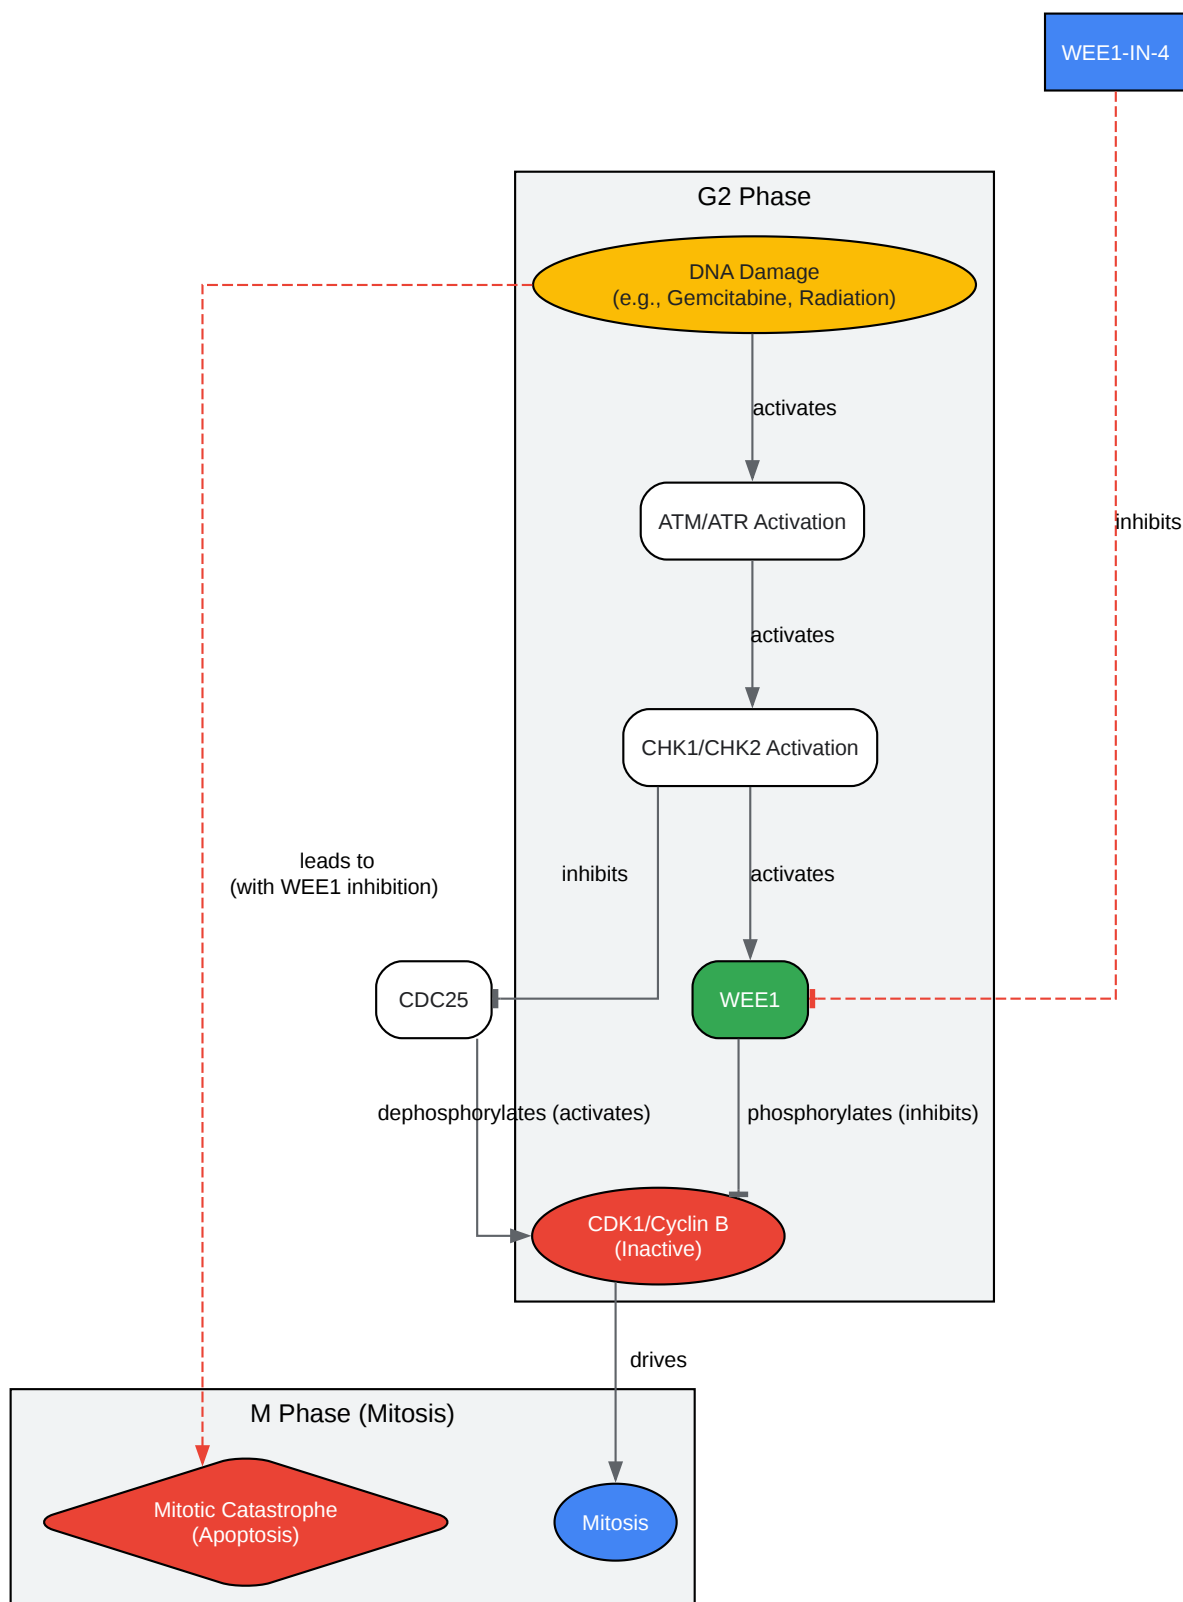 WEE1-IN-4
G2 Phase
DNA Damage
(e.g., Gemcitabine, Radiation)
activates
ATM/ATR Activation
inhibits
activates
CHK1/CHK2 Activation
leads to
(with WEE1 inhibition)
inhibits
activates
CDC25
WEE1
dephosphorylates (activates)
phosphorylates (inhibits)
CDK1/Cyclin B
(Inactive)
drives
M Phase (Mitosis)
Mitotic Catastrophe
(Apoptosis)
Mitosis